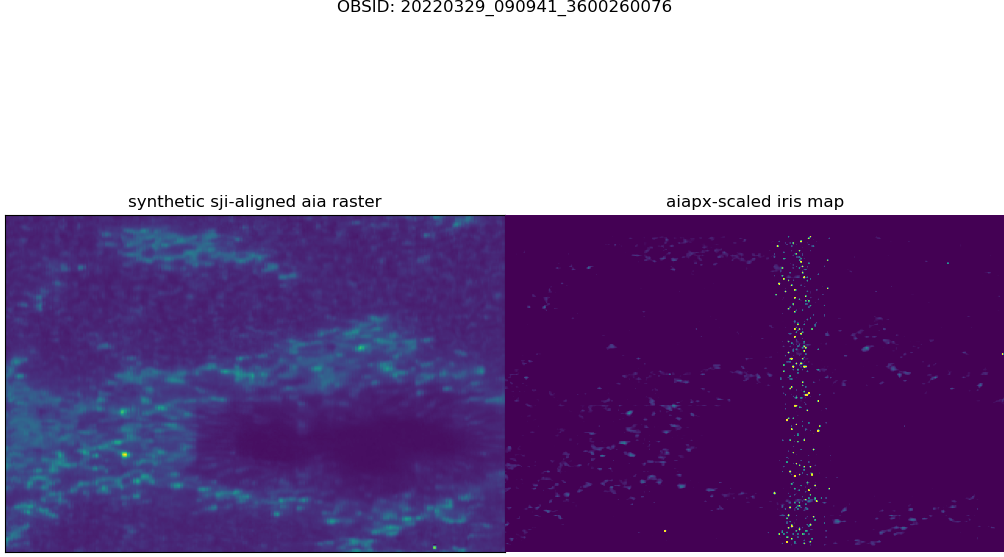 OBSID: 20220329_090941_3600260076
synthetic sji-aligned aia raster
aiapx-scaled iris map